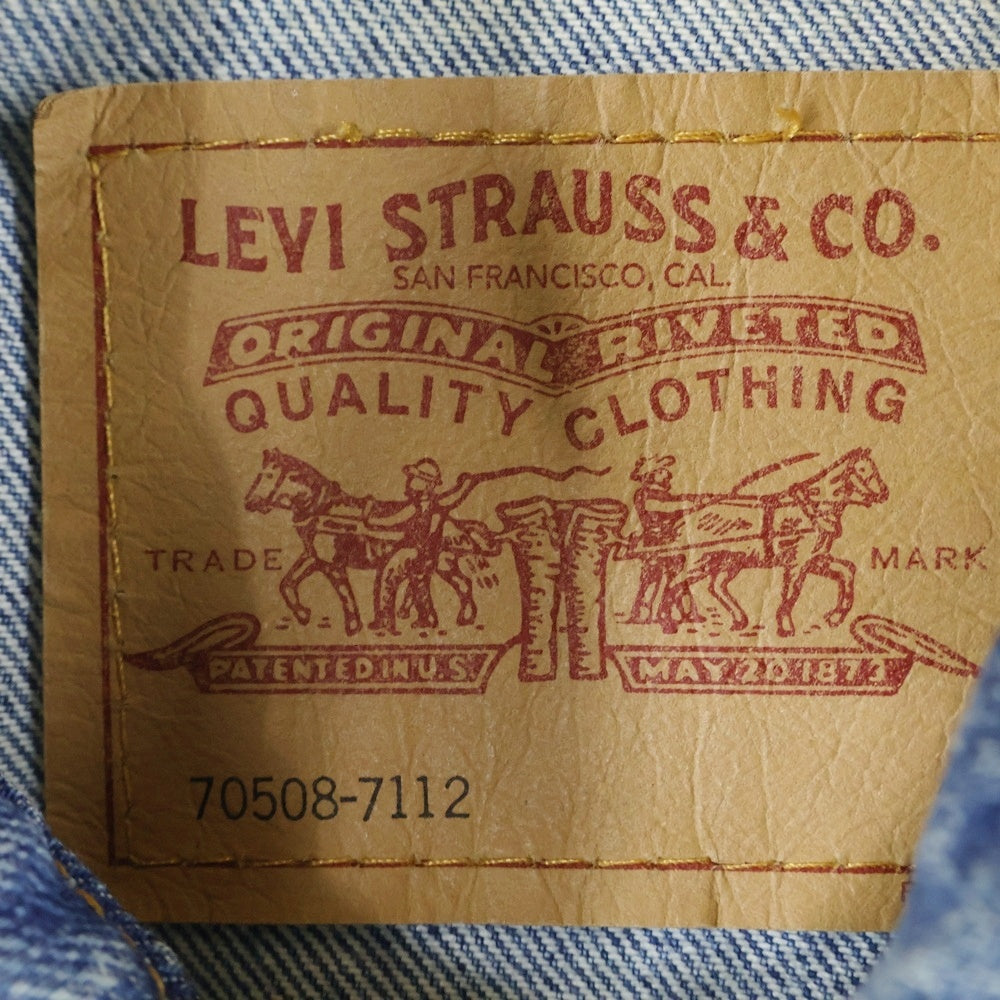 LEVI STRAUSS & CO.
SAN FRANCISCO, CAL.
ORIGINAL RIVETED
QUALITY CLOTHING
TRADE MARK
PATENTED IN U.S. MAY 20 1873
70508-7112